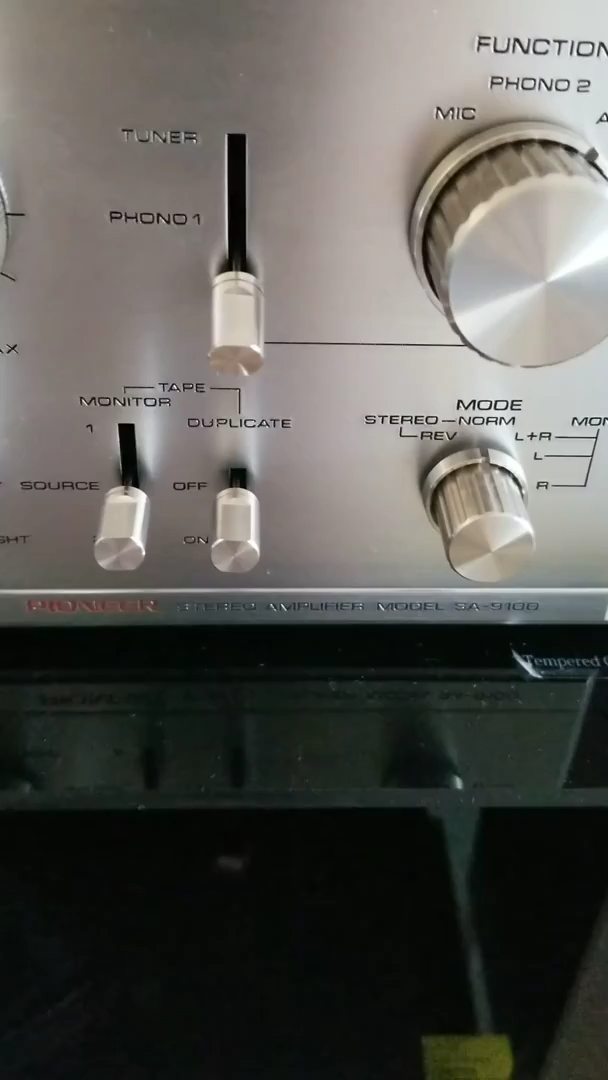 FUNCTION
PHONO 2
MIC
TUNER
PHONO 1
TAPE
MONITOR
DUPLICATE
1
SOURCE
OFF
ON
MODE
STEREO NORM
REV
L+R
L
R
PIONEER STEREO AMPLIFIER MODEL SA-9100
Tempered